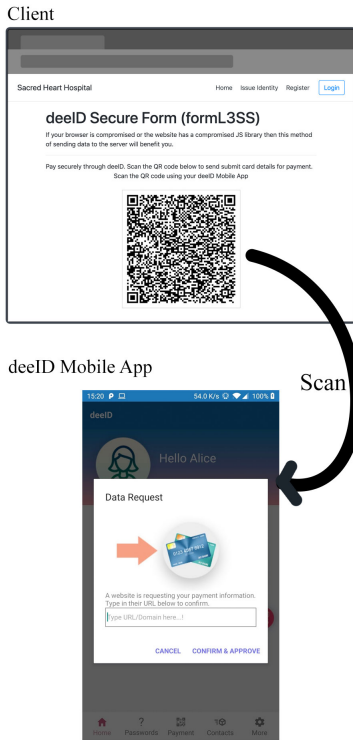 Client
Sacred Heart Hospital
Home Issue Identity Register Login
deeID Secure Form (formL3SS)
If your browser is compromised or the website has a compromised JS library then this method
of sending data to the server will benefit you.
Pay securely through deeID. Scan the QR code below to send submit card details for payment.
Scan the QR code using your deeID Mobile App
Scan
deeID Mobile App
15:20 54.0 K/s 100%
deeID
Hello Alice
Data Request
A website is requesting your payment information.
Type in their URL below to confirm.
Type URL/Domain here...!
CANCEL CONFIRM & APPROVE
Home Passwords Payment Contacts More